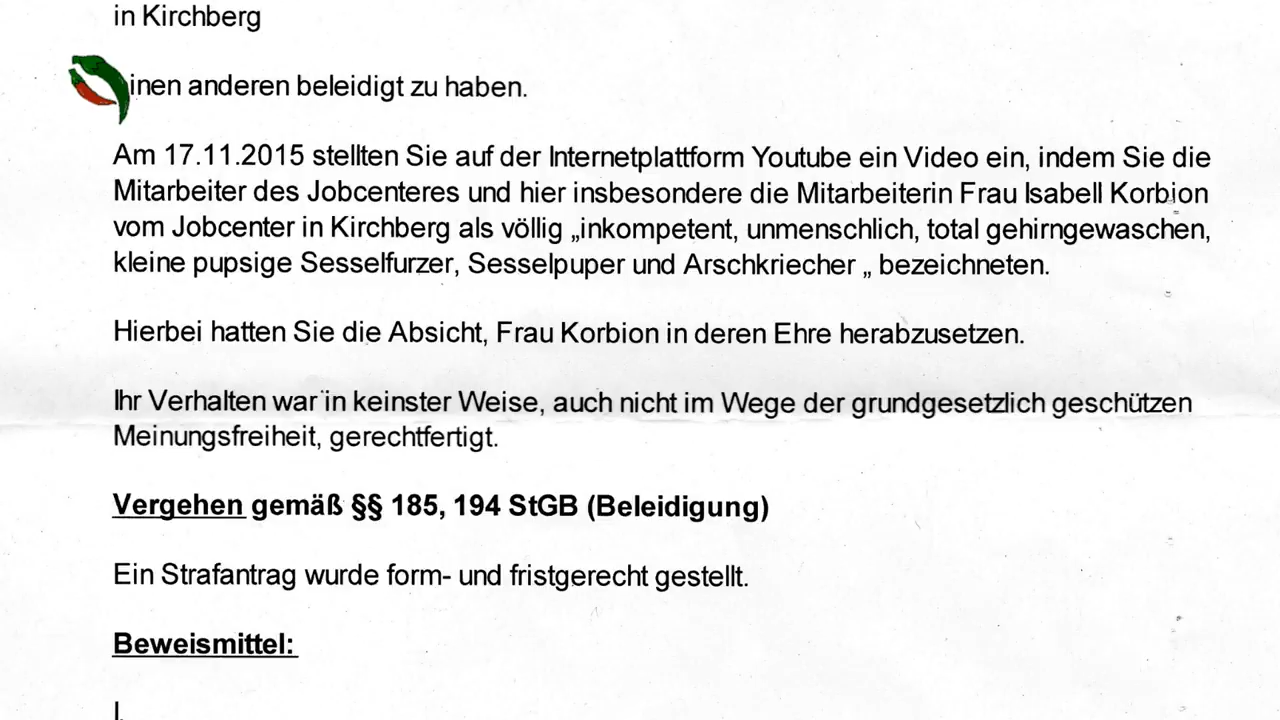 in Kirchberg
inen anderen beleidigt zu haben.
Am 17.11.2015 stellten Sie auf der Internetplattform Youtube ein Video ein, indem Sie die
Mitarbeiter des Jobcenteres und hier insbesondere die Mitarbeiterin Frau Isabell Korbion
vom Jobcenter in Kirchberg als völlig „inkompetent, unmenschlich, total gehirngewaschen,
kleine pupsige Sesselfurzer, Sesselpuper und Arschkriecher „ bezeichneten.
Hierbei hatten Sie die Absicht, Frau Korbion in deren Ehre herabzusetzen.
Ihr Verhalten war in keinster Weise, auch nicht im Wege der grundgesetzlich geschützen
Meinungsfreiheit, gerechtfertigt.
Vergehen gemäß §§ 185, 194 StGB (Beleidigung)
Ein Strafantrag wurde form- und fristgerecht gestellt.
Beweismittel: